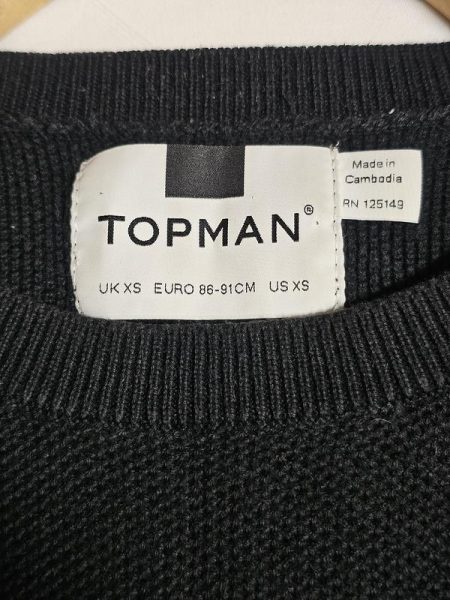 TOPMAN®
UK XS EURO 86-91CM US XS
Made in
Cambodia
RN 125149